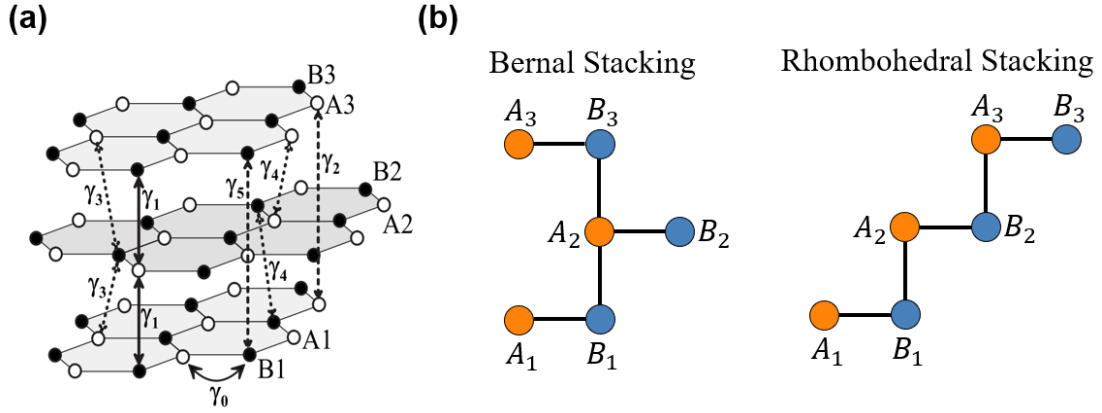 (a)
B3
A3
γ₄
γ₂
γ₃
γ₁
γ₅
B2
A2
γ₃
γ₄
γ₁
A1
B1
γ₀
(b)
Bernal Stacking
A₃ B₃
A₂ B₂
A₁ B₁
Rhombohedral Stacking
A₃ B₃
A₂ B₂
A₁ B₁